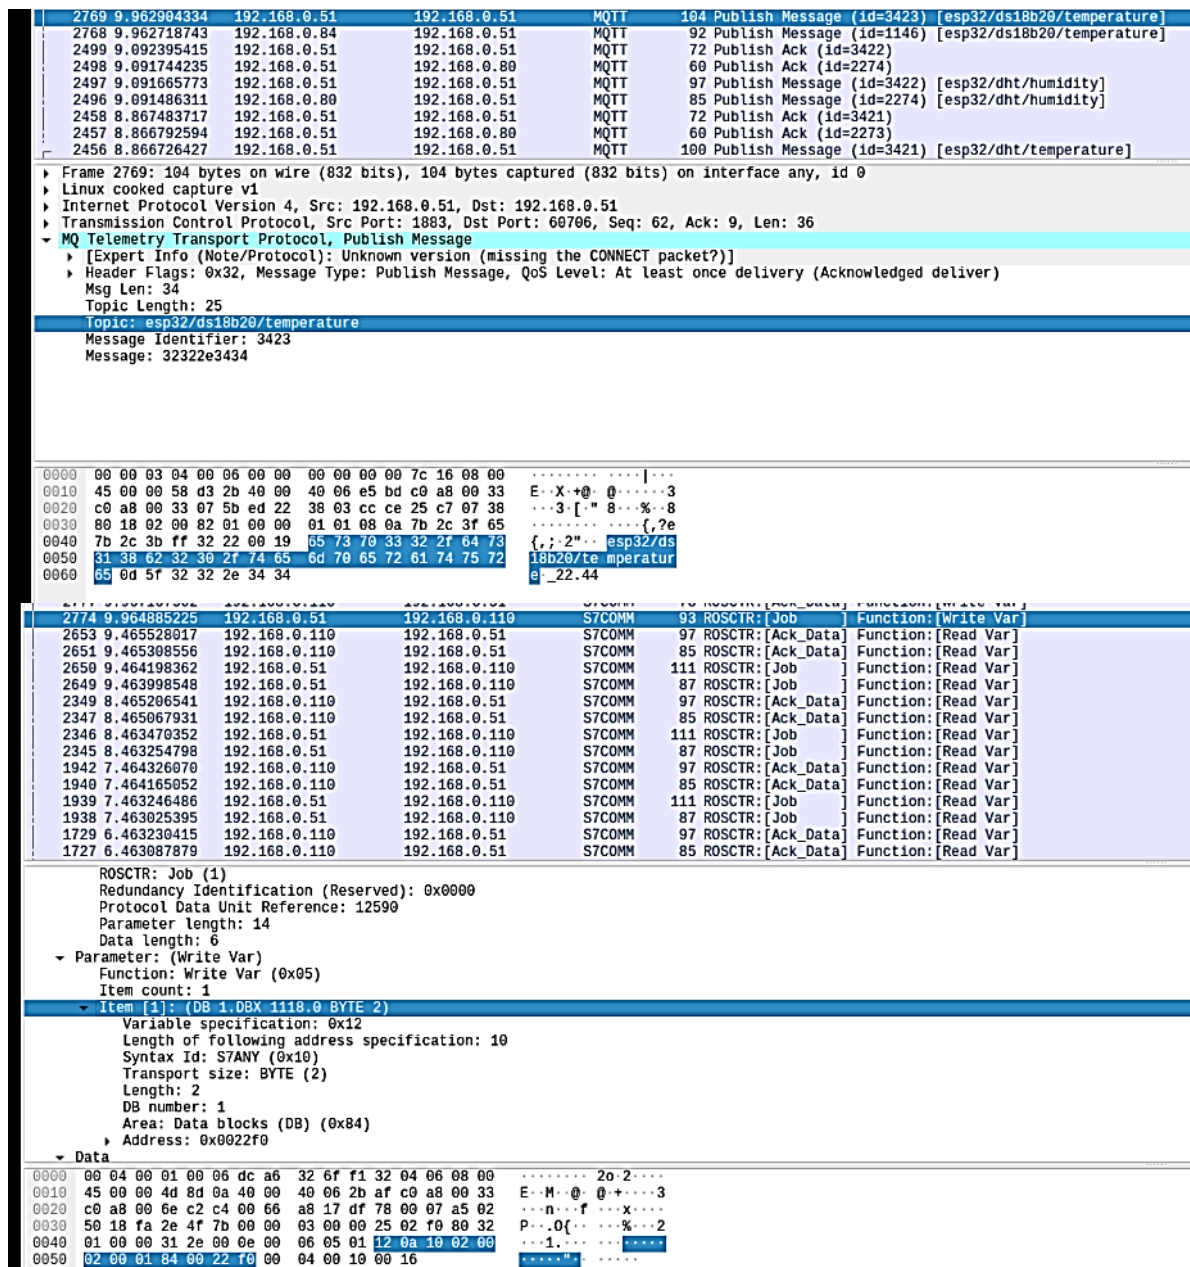 2769 9.962904334 192.168.0.51 192.168.0.51 MQTT 104 Publish Message (id=3423) [esp32/ds18b20/temperature]
2768 9.962718743 192.168.0.84 192.168.0.51 MQTT 92 Publish Message (id=1146) [esp32/ds18b20/temperature]
2499 9.092395415 192.168.0.51 192.168.0.51 MQTT 72 Publish Ack (id=3422)
2498 9.091744235 192.168.0.51 192.168.0.80 MQTT 60 Publish Ack (id=2274)
2497 9.091665773 192.168.0.51 192.168.0.51 MQTT 97 Publish Message (id=3422) [esp32/dht/humidity]
2496 9.091486311 192.168.0.80 192.168.0.51 MQTT 85 Publish Message (id=2274) [esp32/dht/humidity]
2458 8.867483717 192.168.0.51 192.168.0.51 MQTT 72 Publish Ack (id=3421)
2457 8.866792594 192.168.0.51 192.168.0.80 MQTT 60 Publish Ack (id=2273)
2456 8.866726427 192.168.0.51 192.168.0.51 MQTT 100 Publish Message (id=3421) [esp32/dht/temperature]
Frame 2769: 104 bytes on wire (832 bits), 104 bytes captured (832 bits) on interface any, id 0
Linux cooked capture v1
Internet Protocol Version 4, Src: 192.168.0.51, Dst: 192.168.0.51
Transmission Control Protocol, Src Port: 1883, Dst Port: 60706, Seq: 62, Ack: 9, Len: 36
MQ Telemetry Transport Protocol, Publish Message
[Expert Info (Note/Protocol): Unknown version (missing the CONNECT packet?)]
Header Flags: 0x32, Message Type: Publish Message, QoS Level: At least once delivery (Acknowledged deliver)
Msg Len: 34
Topic Length: 25
Topic: esp32/ds18b20/temperature
Message Identifier: 3423
Message: 32322e3434
0000 00 00 03 04 00 06 00 00 00 00 00 00 7c 16 08 00 ········ ····|···
0010 45 00 00 58 d3 2b 40 00 40 06 e5 bd c0 a8 00 33 E··X·+@· @······3
0020 c0 a8 00 33 07 5b ed 22 38 03 cc ce 25 c7 07 38 ···3·[·" 8···%··8
0030 80 18 02 00 82 01 00 00 01 01 08 0a 7b 2c 3f 65 ········ ····{,?e
0040 7b 2c 3b ff 32 22 00 19 65 73 70 33 32 2f 64 73 {,;·2"·· esp32/ds
0050 31 38 62 32 30 2f 74 65 6d 70 65 72 61 74 75 72 18b20/te mperatur
0060 65 0d 5f 32 32 2e 34 34 e·_22.44
2774 9.964885225 192.168.0.51 192.168.0.110 S7COMM 93 ROSCTR:[Job ] Function:[Write Var]
2653 9.465528017 192.168.0.110 192.168.0.51 S7COMM 97 ROSCTR:[Ack_Data] Function:[Read Var]
2651 9.465308556 192.168.0.110 192.168.0.51 S7COMM 85 ROSCTR:[Ack_Data] Function:[Read Var]
2650 9.464198362 192.168.0.51 192.168.0.110 S7COMM 111 ROSCTR:[Job ] Function:[Read Var]
2649 9.463998548 192.168.0.51 192.168.0.110 S7COMM 87 ROSCTR:[Job ] Function:[Read Var]
2349 8.465206541 192.168.0.110 192.168.0.51 S7COMM 97 ROSCTR:[Ack_Data] Function:[Read Var]
2347 8.465067931 192.168.0.110 192.168.0.51 S7COMM 85 ROSCTR:[Ack_Data] Function:[Read Var]
2346 8.463470352 192.168.0.51 192.168.0.110 S7COMM 111 ROSCTR:[Job ] Function:[Read Var]
2345 8.463254798 192.168.0.51 192.168.0.110 S7COMM 87 ROSCTR:[Job ] Function:[Read Var]
1942 7.464326070 192.168.0.110 192.168.0.51 S7COMM 97 ROSCTR:[Ack_Data] Function:[Read Var]
1940 7.464165052 192.168.0.110 192.168.0.51 S7COMM 85 ROSCTR:[Ack_Data] Function:[Read Var]
1939 7.463246486 192.168.0.51 192.168.0.110 S7COMM 111 ROSCTR:[Job ] Function:[Read Var]
1938 7.463025395 192.168.0.51 192.168.0.110 S7COMM 87 ROSCTR:[Job ] Function:[Read Var]
1729 6.463230415 192.168.0.110 192.168.0.51 S7COMM 97 ROSCTR:[Ack_Data] Function:[Read Var]
1727 6.463087879 192.168.0.110 192.168.0.51 S7COMM 85 ROSCTR:[Ack_Data] Function:[Read Var]
ROSCTR: Job (1)
Redundancy Identification (Reserved): 0x0000
Protocol Data Unit Reference: 12590
Parameter length: 14
Data length: 6
Parameter: (Write Var)
Function: Write Var (0x05)
Item count: 1
Item [1]: (DB 1.DBX 1118.0 BYTE 2)
Variable specification: 0x12
Length of following address specification: 10
Syntax Id: S7ANY (0x10)
Transport size: BYTE (2)
Length: 2
DB number: 1
Area: Data blocks (DB) (0x84)
Address: 0x0022f0
Data
0000 00 04 00 01 00 06 dc a6 32 6f f1 32 04 06 08 00 ········ 2o·2····
0010 45 00 00 4d 8d 0a 40 00 40 06 2b af c0 a8 00 33 E··M··@· @·+····3
0020 c0 a8 00 6e c2 c4 00 66 a8 17 df 78 00 07 a5 02 ···n···f ···x····
0030 50 18 fa 2e 4f 7b 00 00 03 00 00 25 02 f0 80 32 P··.O{·· ···%···2
0040 01 00 00 31 2e 00 0e 00 06 05 01 12 0a 10 02 00 ···1.··· ········
0050 02 00 01 84 00 22 f0 00 04 00 10 00 16 ·····"·· ·····